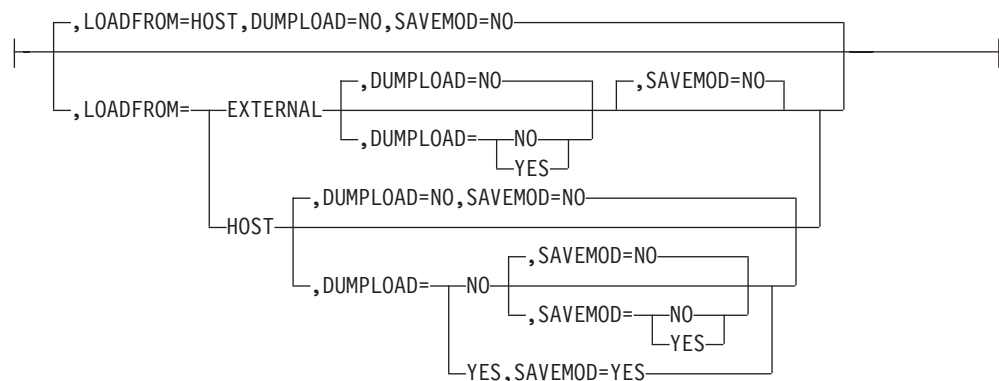 ,LOADFROM=HOST,DUMPLOAD=NO,SAVEMOD=NO
,DUMPLOAD=NO ,SAVEMOD=NO
,LOADFROM= EXTERNAL
,DUMPLOAD= NO
YES
,DUMPLOAD=NO,SAVEMOD=NO
HOST
,SAVEMOD=NO
,DUMPLOAD= NO
,SAVEMOD= NO
YES
YES,SAVEMOD=YES